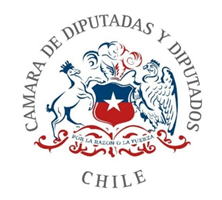 CAMARA DE DIPUTADAS Y DIPUTADOS
POR LA RAZON O LA FUERZA
CHILE